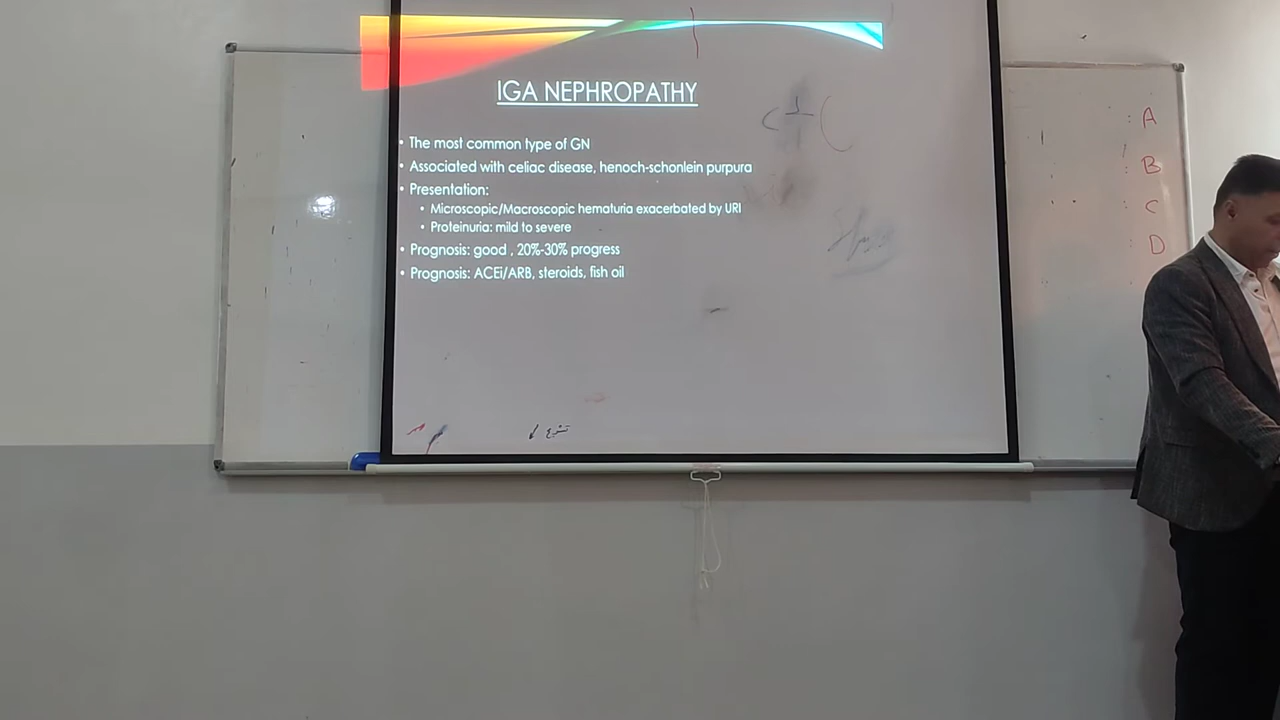 IGA NEPHROPATHY
• The most common type of GN
• Associated with celiac disease, henoch-schonlein purpura
• Presentation:
• Microscopic/Macroscopic hematuria exacerbated by URI
• Proteinuria: mild to severe
• Prognosis: good , 20%-30% progress
• Prognosis: ACEi/ARB, steroids, fish oil
: A
: B
: C
: D